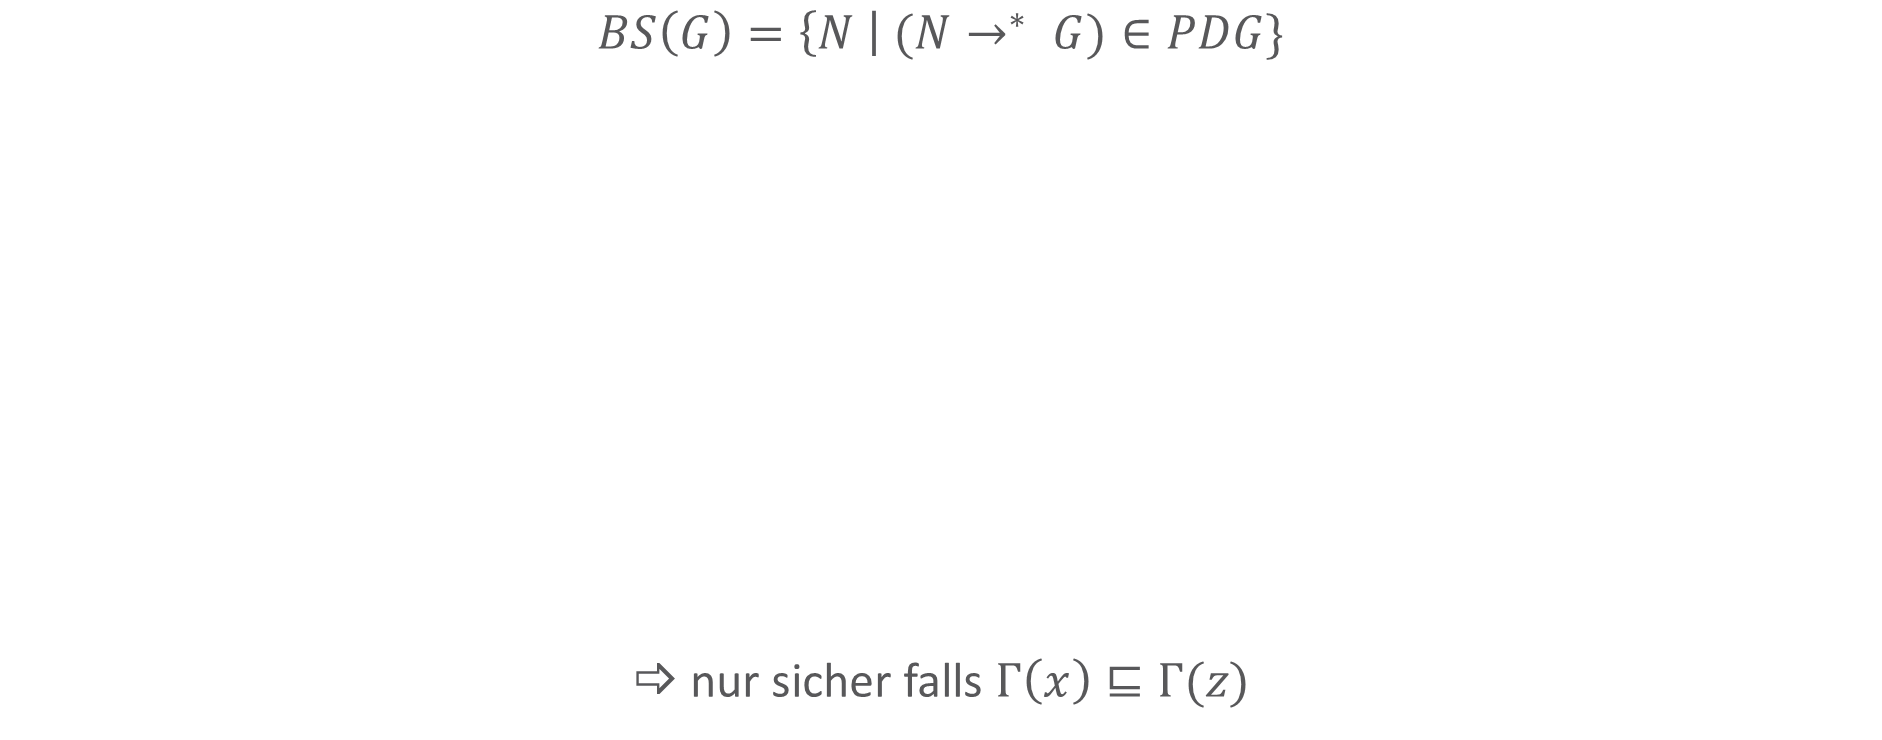 BS(G) = {N | (N →* G) ∈ PDG}
⇨ nur sicher falls Γ(x) ⊑ Γ(z)